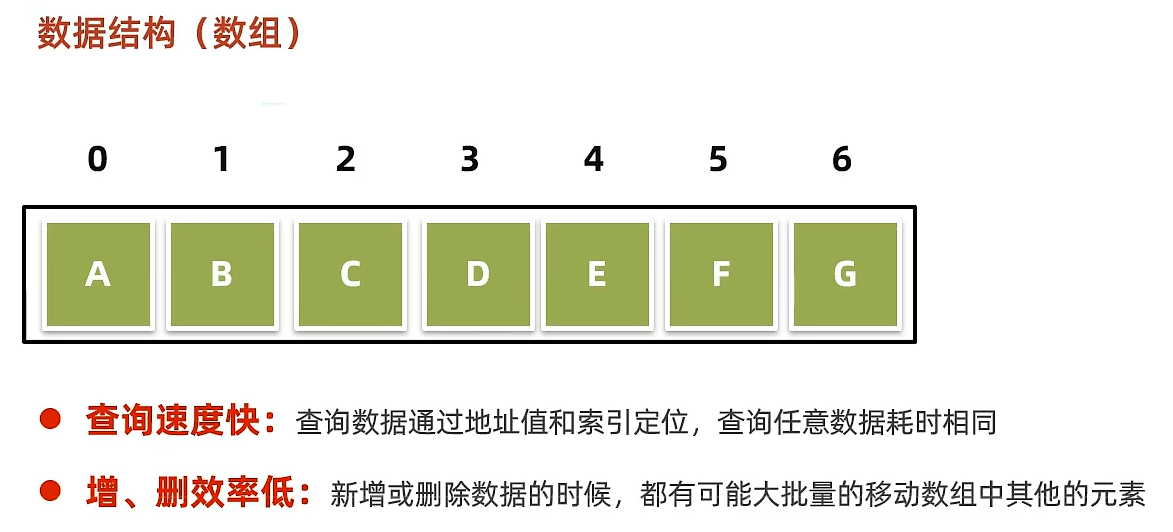 数据结构（数组）
0 1 2 3 4 5 6
A B C D E F G
● 查询速度快：查询数据通过地址值和索引定位，查询任意数据耗时相同
● 增、删效率低：新增或删除数据的时候，都有可能大批量的移动数组中其他的元素